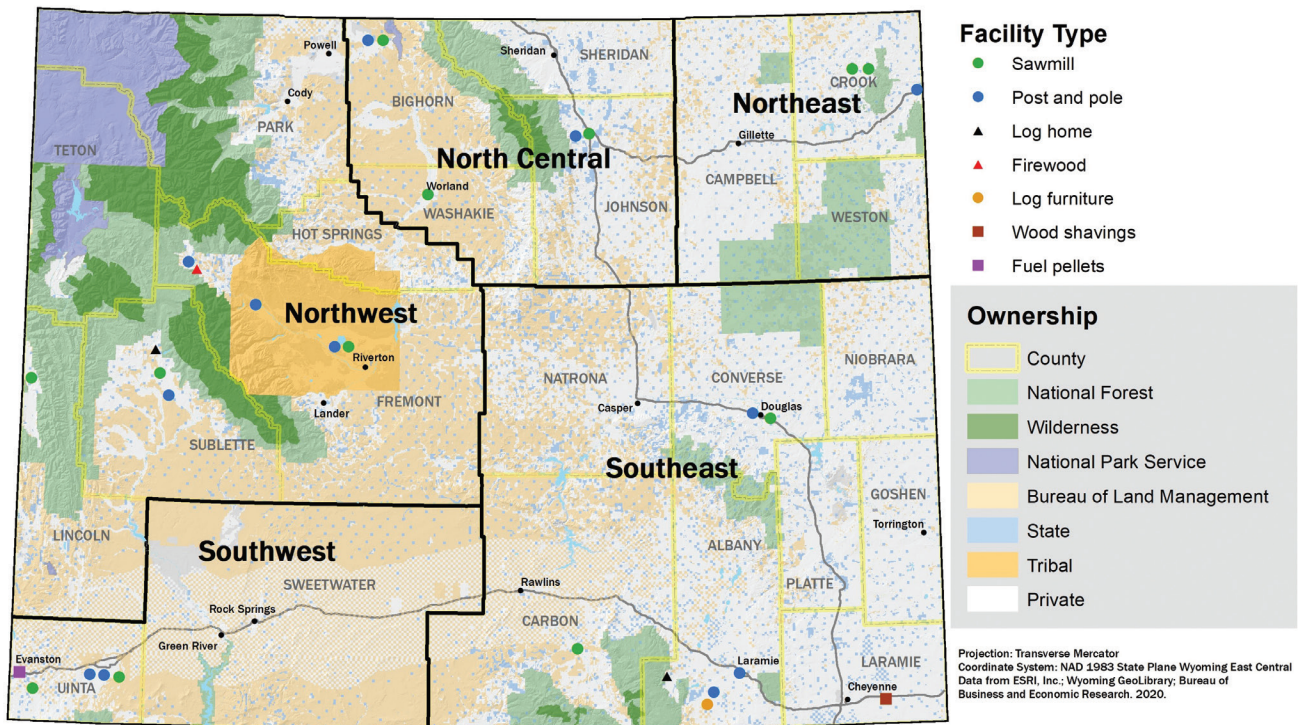 Powell
Cody
PARK
TETON
BIGHORN
Sheridan
SHERIDAN
North Central
Worland
WASHAKIE
JOHNSON
HOT SPRINGS
Northeast
CROOK
Gillette
CAMPBELL
WESTON
Northwest
Riverton
Lander
FREMONT
SUBLETTE
LINCOLN
NATRONA
Casper
CONVERSE
Douglas
NIOBRARA
Southeast
GOSHEN
Torrington
ALBANY
PLATTE
Southwest
SWEETWATER
Rock Springs
Green River
Evanston
UINTA
Rawlins
CARBON
Laramie
LARAMIE
Cheyenne
Facility Type
Sawmill
Post and pole
Log home
Firewood
Log furniture
Wood shavings
Fuel pellets
Ownership
County
National Forest
Wilderness
National Park Service
Bureau of Land Management
State
Tribal
Private
Projection: Transverse Mercator
Coordinate System: NAD 1983 State Plane Wyoming East Central
Data from ESRI, Inc.; Wyoming GeoLibrary; Bureau of
Business and Economic Research. 2020.